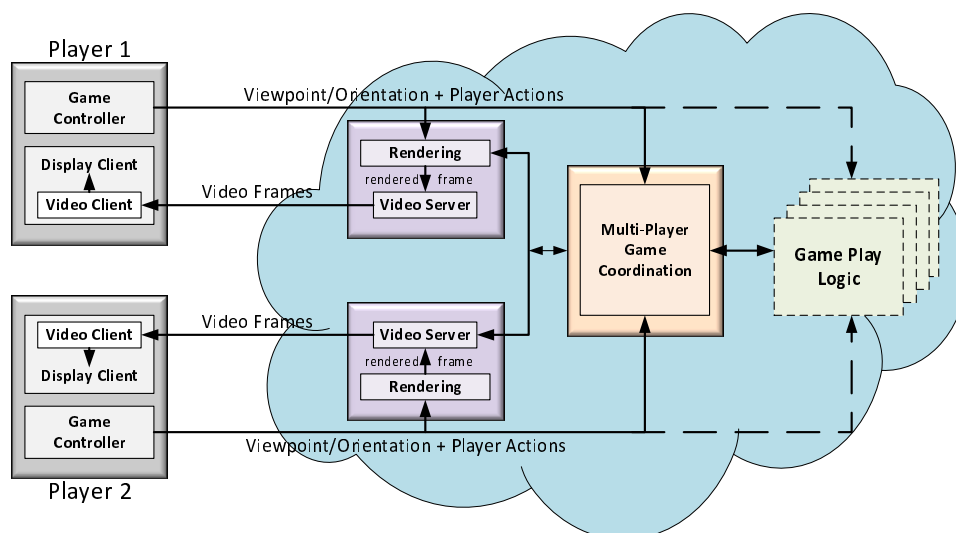 Player 1
Game
Controller
Display Client
Video Client
Viewpoint/Orientation + Player Actions
Rendering
rendered frame
Video Server
Video Frames
Multi-Player
Game
Coordination
Game Play
Logic
Video Frames
Video Client
Display Client
Game
Controller
Video Server
rendered frame
Rendering
Viewpoint/Orientation + Player Actions
Player 2